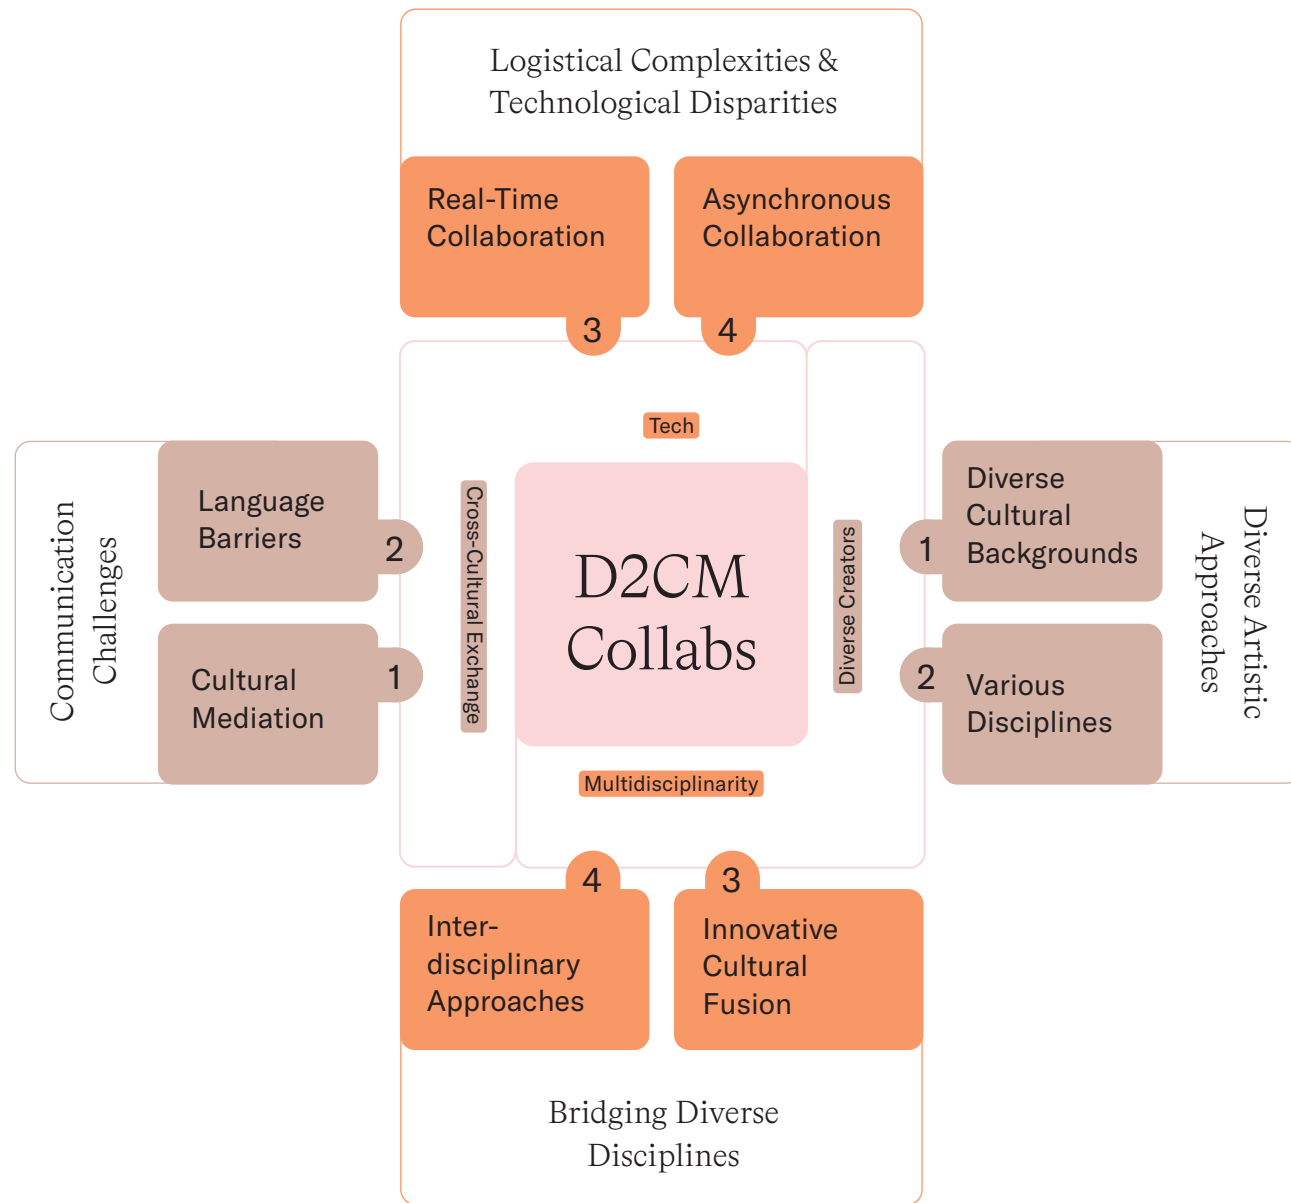 Logistical Complexities &
Technological Disparities
Real-Time
Collaboration
3
Asynchronous
Collaboration
4
Tech
Communication
Challenges
Language
Barriers
2
Cultural
Mediation
1
Cross-Cultural Exchange
D2CM
Collabs
Diverse Creators
1
Diverse
Cultural
Backgrounds
2
Various
Disciplines
Diverse Artistic
Approaches
Multidisciplinarity
4
Inter-
disciplinary
Approaches
3
Innovative
Cultural
Fusion
Bridging Diverse
Disciplines